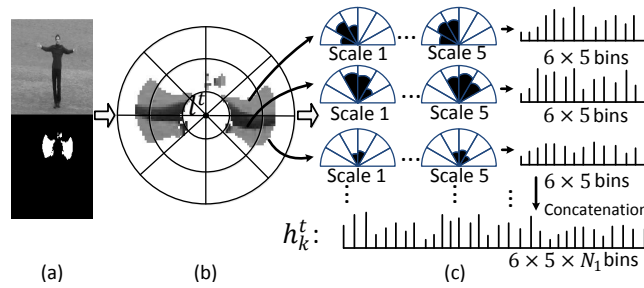 l^t
Scale 1 ... Scale 5
6 × 5 bins
Scale 1 ... Scale 5
6 × 5 bins
Scale 1 ... Scale 5
6 × 5 bins
⋮ ⋮ ⋮
Concatenation
h_k^t:
6 × 5 × N_1 bins
(a) (b) (c)